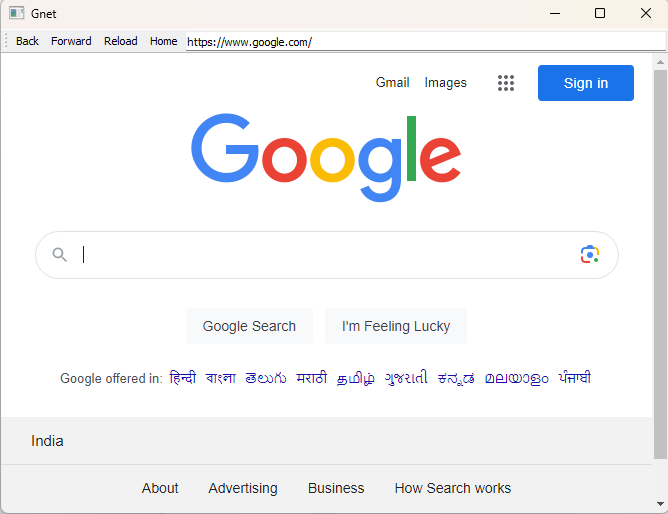 Gnet
Back Forward Reload Home https://www.google.com/
Gmail Images Sign in
Google
Google Search I'm Feeling Lucky
Google offered in: हिन्दी বাংলা తెలుగు मराठी தமிழ் ગુજરાતી ಕನ್ನಡ മലയാളം ਪੰਜਾਬੀ
India
About Advertising Business How Search works